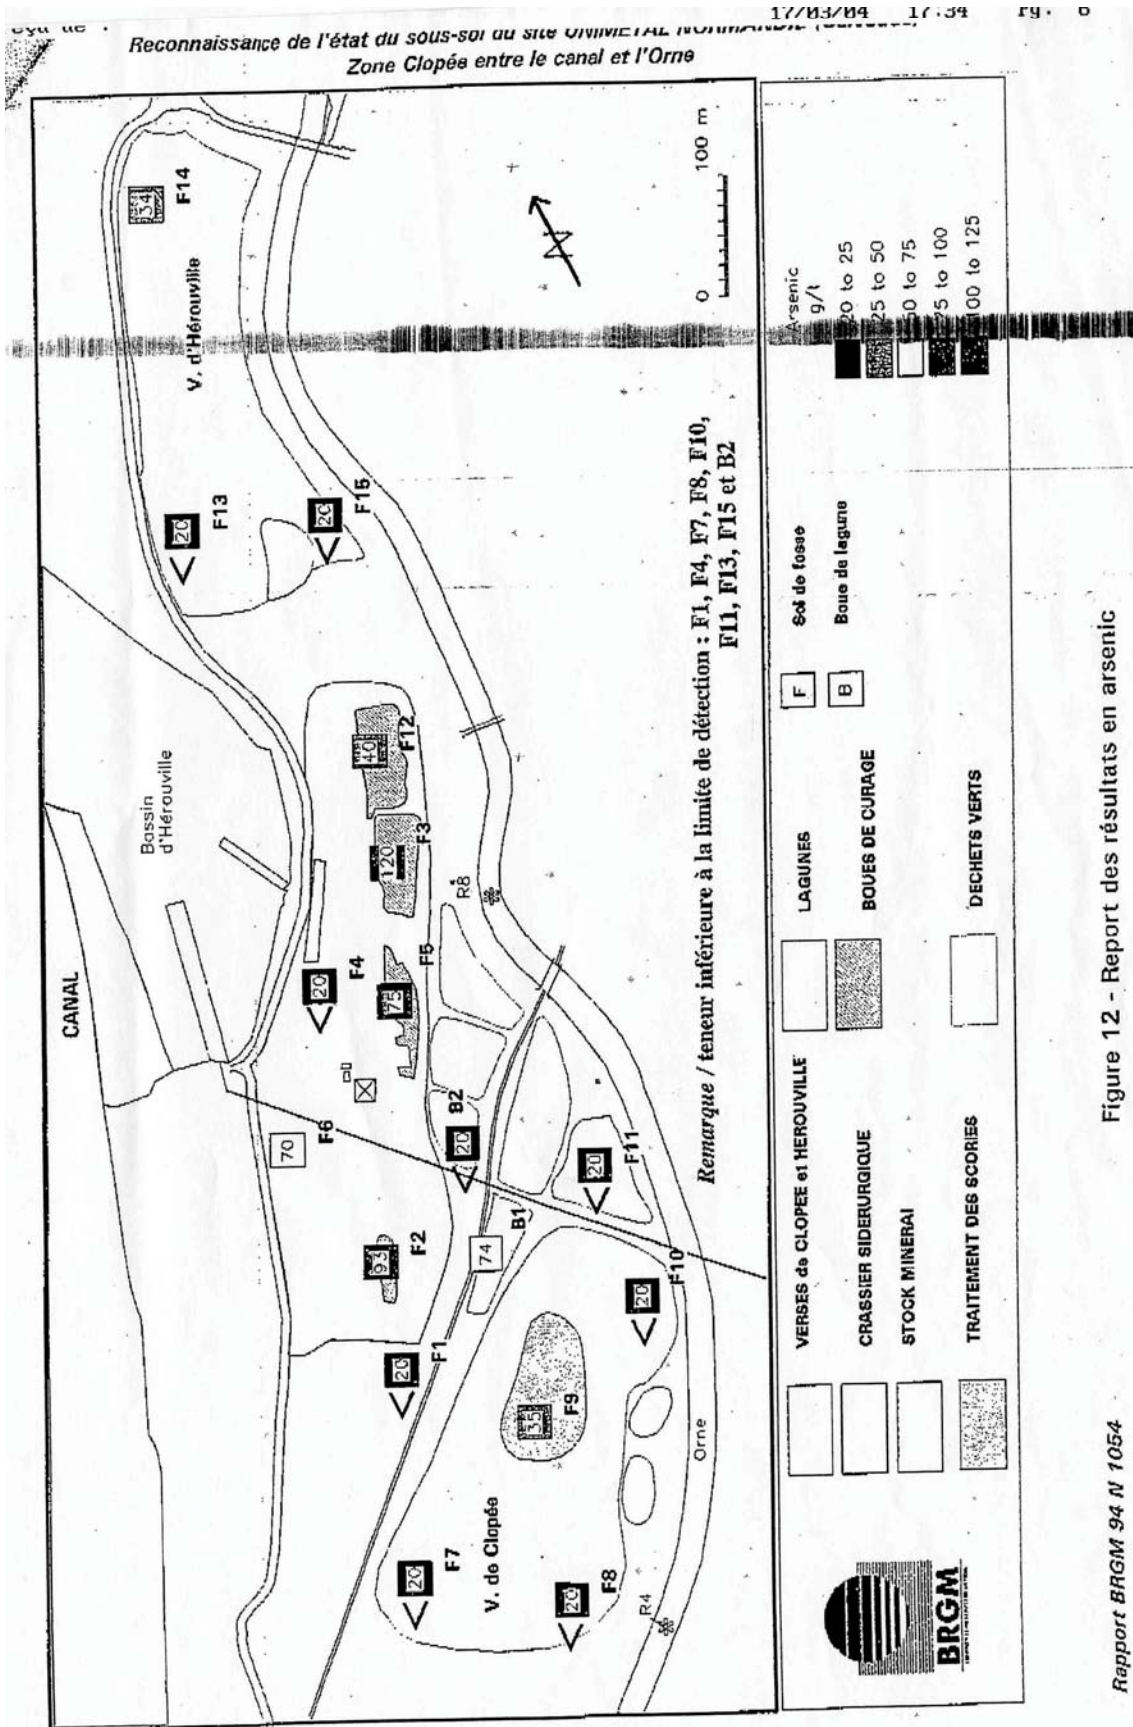 17/03/04 17:34 Pg. 6
Reconnaissance de l'état du sous-sol du site UNIMETAL NORMANDIE
Zone Clopée entre le canal et l'Orne
CANAL
Bassin
d'Hérouville
V. d'Hérouville
34
F14
< 20
F13
< 20
F15
40
F12
120
F3
R8
< 20
F4
75
F5
70
F6
< 20
B2
93
F2
74
B1
< 20
F11
< 20
F1
< 20
F10
35
F9
< 20
F7
V. de Clopée
< 20
F8
R4
Orne
N
0 100 m
Remarque / teneur inférieure à la limite de détection : F1, F4, F7, F8, F10,
F11, F13, F15 et B2
BRGM
VERSES de CLOPEE et HEROUVILLE
CRASSIER SIDERURGIQUE
STOCK MINERAI
TRAITEMENT DES SCORIES
LAGUNES
BOUES DE CURAGE
DECHETS VERTS
F Sol de fosse
B Boue de lagune
Arsenic
g/t
20 to 25
25 to 50
50 to 75
75 to 100
100 to 125
Figure 12 - Report des résultats en arsenic
Rapport BRGM 94 N 1054